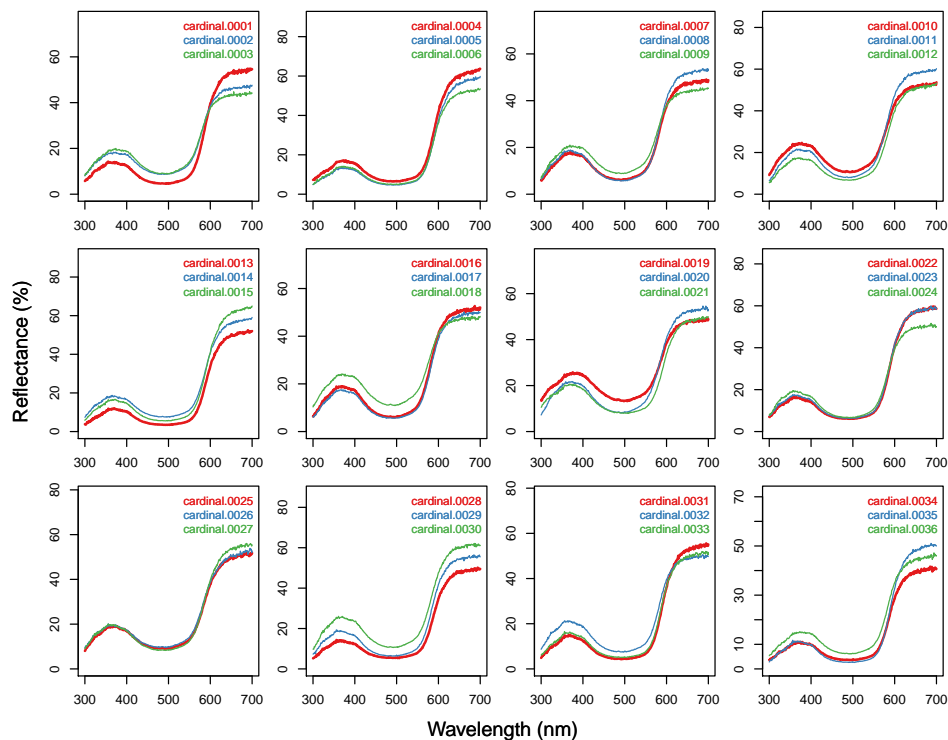 Reflectance (%)
cardinal.0001
cardinal.0002
cardinal.0003
0 20 40 60
300 400 500 600 700
cardinal.0004
cardinal.0005
cardinal.0006
0 20 40 60 80
300 400 500 600 700
cardinal.0007
cardinal.0008
cardinal.0009
0 20 40 60
300 400 500 600 700
cardinal.0010
cardinal.0011
cardinal.0012
0 20 40 60 80
300 400 500 600 700
cardinal.0013
cardinal.0014
cardinal.0015
0 20 40 60 80
300 400 500 600 700
cardinal.0016
cardinal.0017
cardinal.0018
0 20 40 60
300 400 500 600 700
cardinal.0019
cardinal.0020
cardinal.0021
0 20 40 60
300 400 500 600 700
cardinal.0022
cardinal.0023
cardinal.0024
0 20 40 60 80
300 400 500 600 700
cardinal.0025
cardinal.0026
cardinal.0027
0 20 40 60 80
300 400 500 600 700
cardinal.0028
cardinal.0029
cardinal.0030
0 20 40 60 80
300 400 500 600 700
cardinal.0031
cardinal.0032
cardinal.0033
0 20 40 60 80
300 400 500 600 700
cardinal.0034
cardinal.0035
cardinal.0036
0 10 30 50 70
300 400 500 600 700
Wavelength (nm)